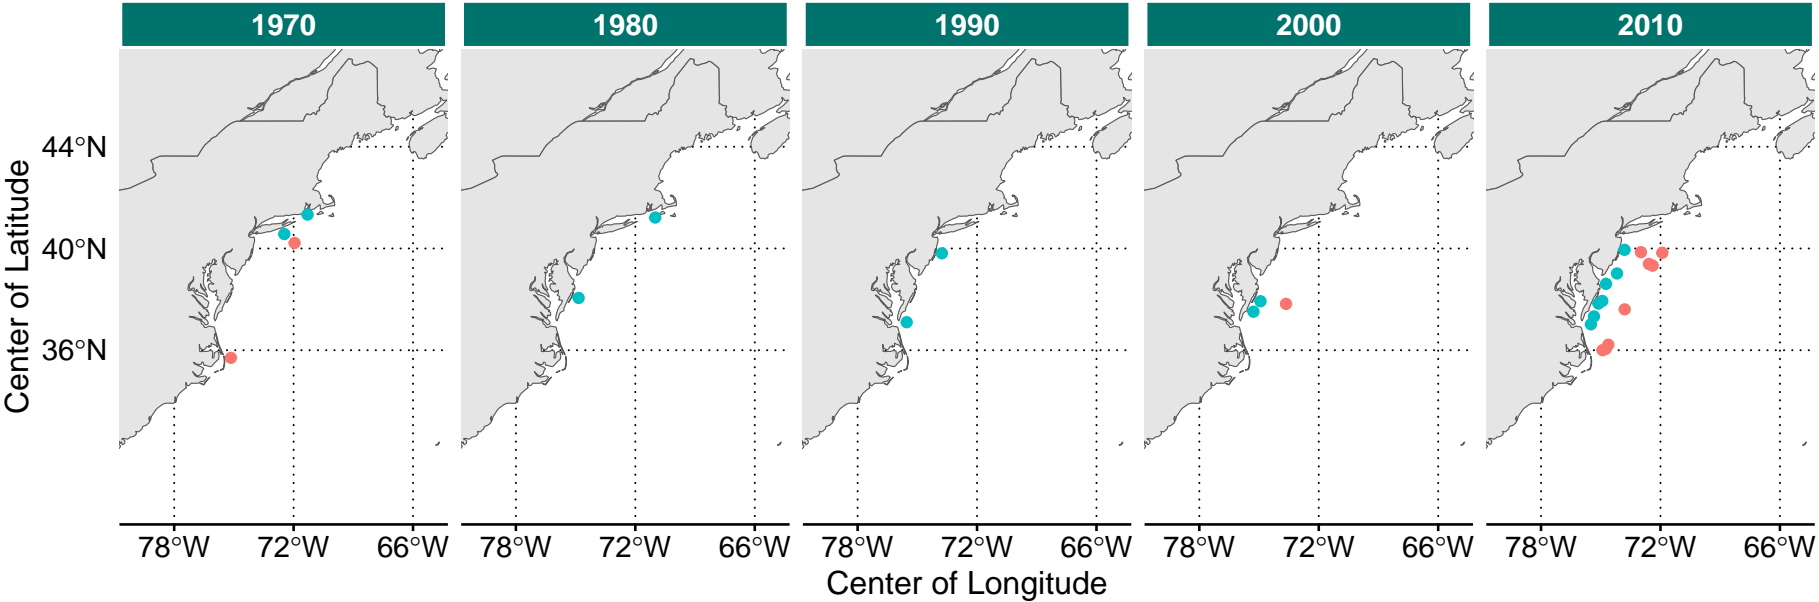 1970 1980 1990 2000 2010
Center of Latitude
44°N
40°N
36°N
78°W 72°W 66°W 78°W 72°W 66°W 78°W 72°W 66°W 78°W 72°W 66°W 78°W 72°W 66°W
Center of Longitude